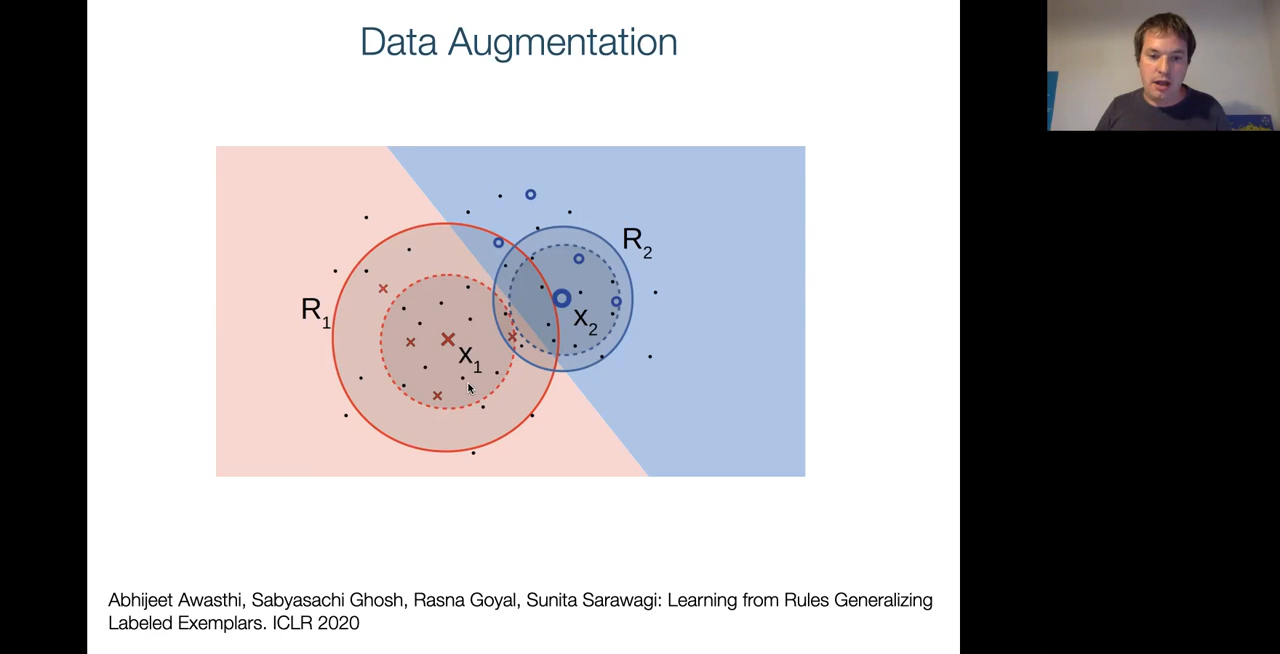 Data Augmentation
R2
R1
x2
x1
Abhijeet Awasthi, Sabyasachi Ghosh, Rasna Goyal, Sunita Sarawagi: Learning from Rules Generalizing
Labeled Exemplars. ICLR 2020